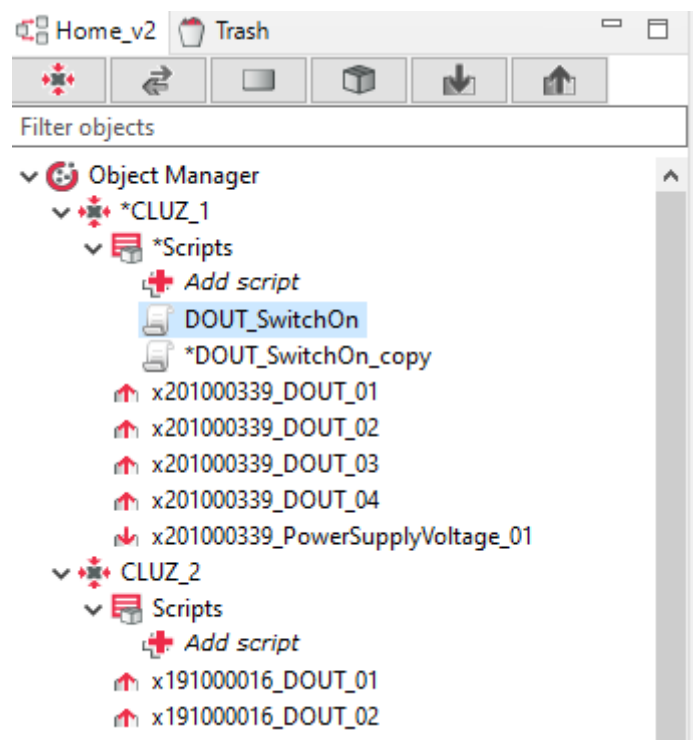 Home_v2 Trash
Filter objects
Object Manager
*CLUZ_1
*Scripts
Add script
DOUT_SwitchOn
*DOUT_SwitchOn_copy
x201000339_DOUT_01
x201000339_DOUT_02
x201000339_DOUT_03
x201000339_DOUT_04
x201000339_PowerSupplyVoltage_01
CLUZ_2
Scripts
Add script
x191000016_DOUT_01
x191000016_DOUT_02